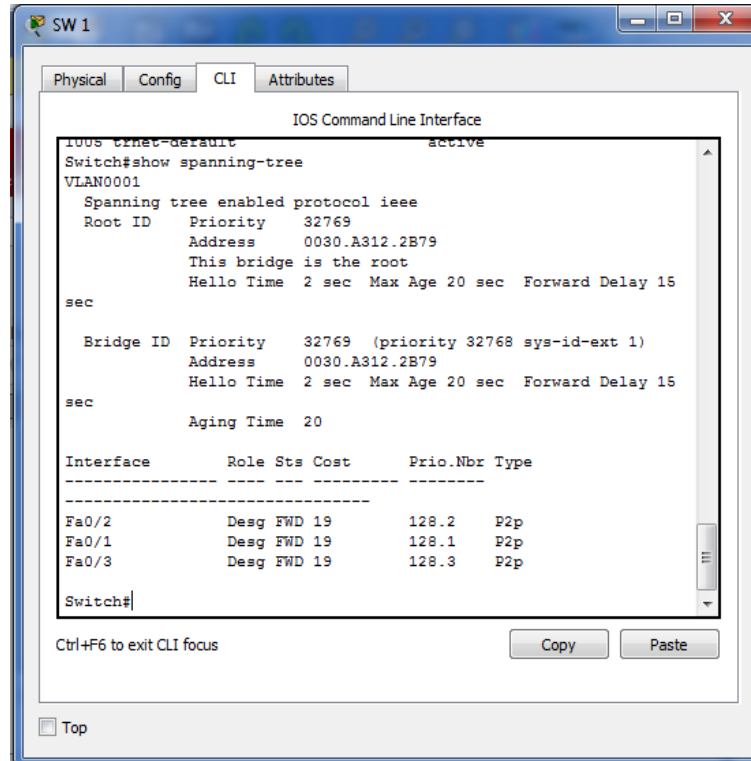 SW 1
Physical Config CLI Attributes
IOS Command Line Interface
1005 trnet-default active
Switch#show spanning-tree
VLAN0001
Spanning tree enabled protocol ieee
Root ID Priority 32769
Address 0030.A312.2B79
This bridge is the root
Hello Time 2 sec Max Age 20 sec Forward Delay 15
sec
Bridge ID Priority 32769 (priority 32768 sys-id-ext 1)
Address 0030.A312.2B79
Hello Time 2 sec Max Age 20 sec Forward Delay 15
sec
Aging Time 20
Interface Role Sts Cost Prio.Nbr Type
---------------- ---- --- --------- --------
--------------------------------
Fa0/2 Desg FWD 19 128.2 P2p
Fa0/1 Desg FWD 19 128.1 P2p
Fa0/3 Desg FWD 19 128.3 P2p
Switch#
Ctrl+F6 to exit CLI focus
Copy Paste
Top